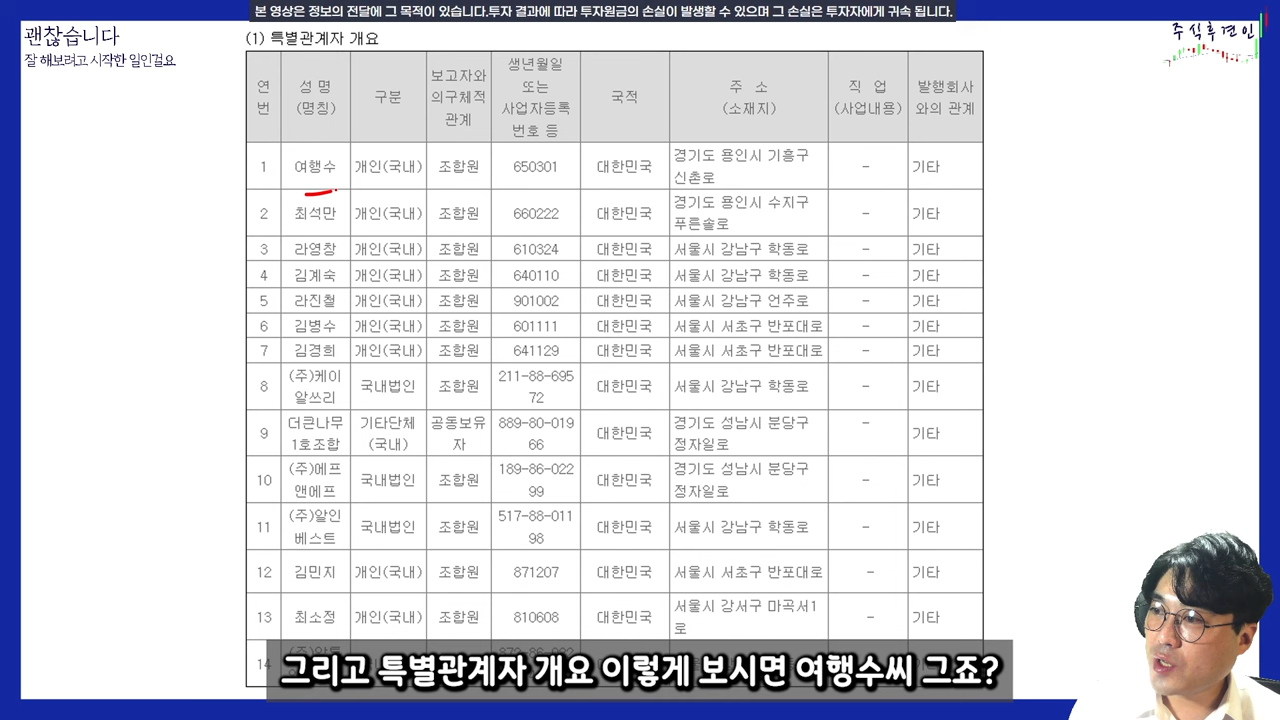 본 영상은 정보의 전달에 그 목적이 있습니다.투자 결과에 따라 투자원금의 손실이 발생할 수 있으며 그 손실은 투자자에게 귀속 됩니다.
괜찮습니다
잘 해보려고 시작한 일인걸요
주식후견인
(1) 특별관계자 개요
연번 성 명 (명칭) 구분 보고자와의구체적 관계 생년월일 또는 사업자등록번호 등 국적 주 소 (소재지) 직 업 (사업내용) 발행회사와의 관계
1 여행수 개인(국내) 조합원 650301 대한민국 경기도 용인시 기흥구 신촌로 - 기타
2 최석만 개인(국내) 조합원 660222 대한민국 경기도 용인시 수지구 푸른솔로 - 기타
3 라영창 개인(국내) 조합원 610324 대한민국 서울시 강남구 학동로 - 기타
4 김계숙 개인(국내) 조합원 640110 대한민국 서울시 강남구 학동로 - 기타
5 라진철 개인(국내) 조합원 901002 대한민국 서울시 강남구 언주로 - 기타
6 김병수 개인(국내) 조합원 601111 대한민국 서울시 서초구 반포대로 - 기타
7 김경희 개인(국내) 조합원 641129 대한민국 서울시 서초구 반포대로 - 기타
8 (주)케이알쓰리 국내법인 조합원 211-88-69572 대한민국 서울시 강남구 학동로 - 기타
9 더큰나무1호조합 기타단체(국내) 공동보유자 889-80-01966 대한민국 경기도 성남시 분당구 정자일로 - 기타
10 (주)에프앤에프 국내법인 조합원 189-86-02299 대한민국 경기도 성남시 분당구 정자일로 - 기타
11 (주)알인베스트 국내법인 조합원 517-88-01198 대한민국 서울시 강남구 학동로 - 기타
12 김민지 개인(국내) 조합원 871207 대한민국 서울시 서초구 반포대로 - 기타
13 최소정 개인(국내) 조합원 810608 대한민국 서울시 강서구 마곡서1로 - 기타
14
그리고 특별관계자 개요 이렇게 보시면 여행수씨 그죠?